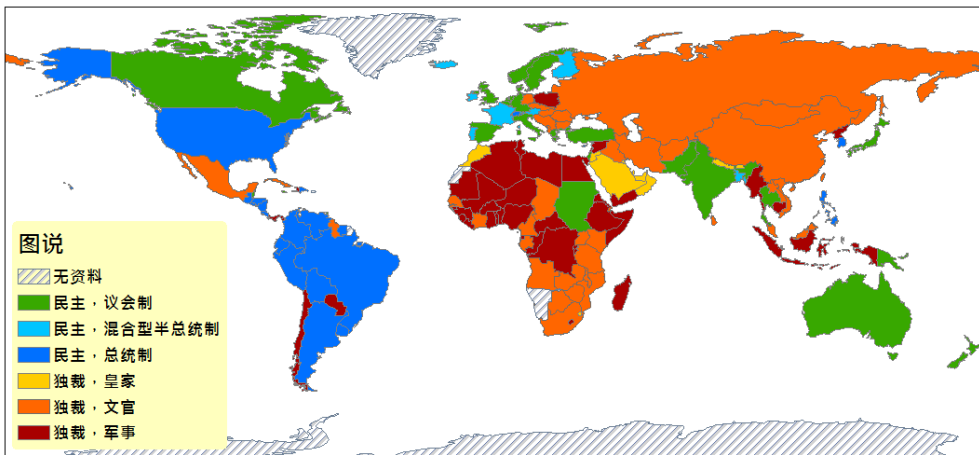 图说
无资料
民主，议会制
民主，混合型半总统制
民主，总统制
独裁，皇家
独裁，文官
独裁，军事